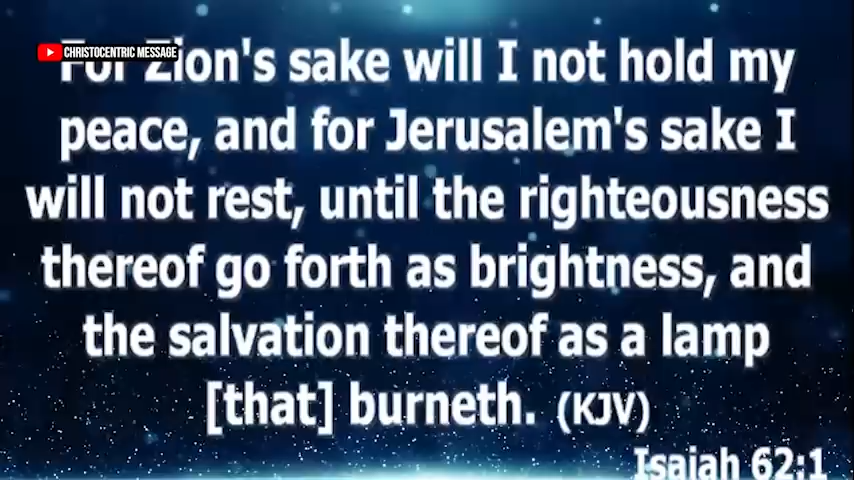 CHRISTOCENTRIC MESSAGE
For Zion's sake will I not hold my
peace, and for Jerusalem's sake I
will not rest, until the righteousness
thereof go forth as brightness, and
the salvation thereof as a lamp
[that] burneth. (KJV)
Isaiah 62:1